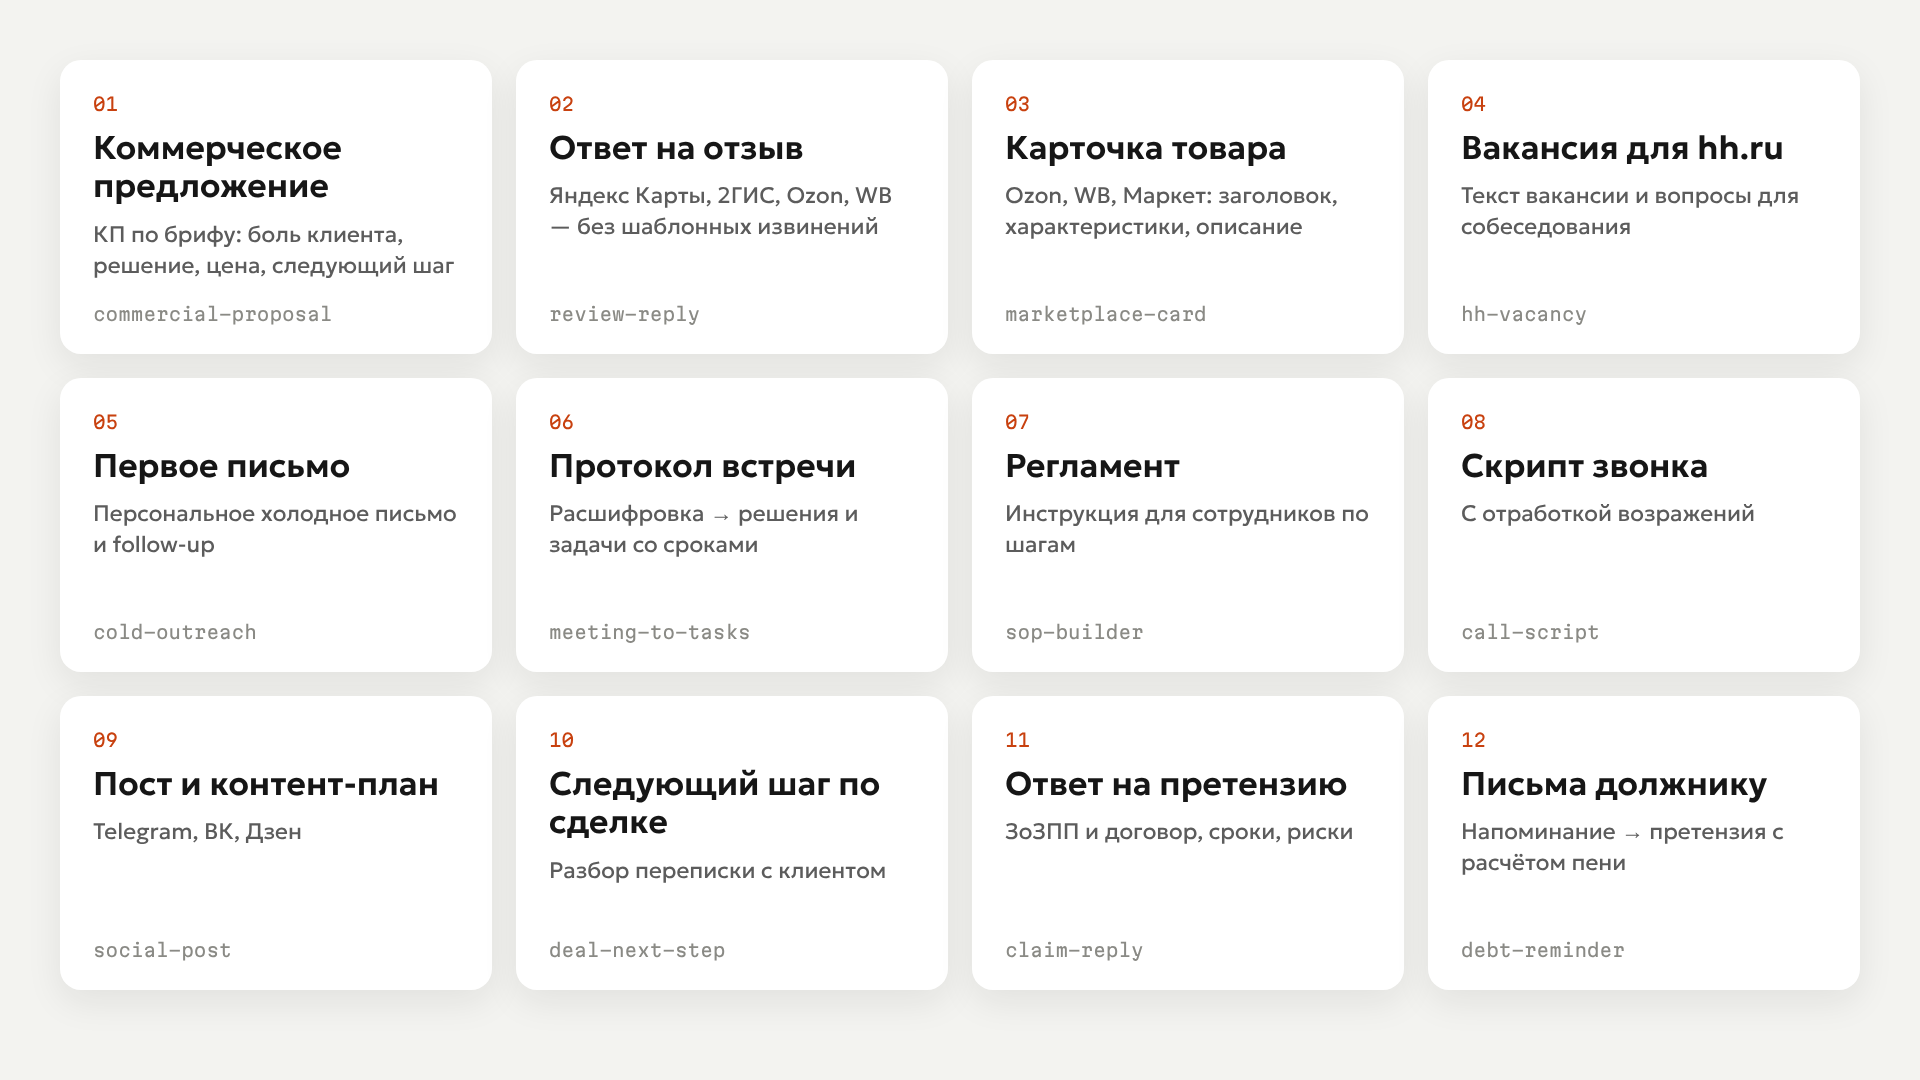 01
Коммерческое
предложение
КП по брифу: боль клиента,
решение, цена, следующий шаг
commercial-proposal
02
Ответ на отзыв
Яндекс Карты, 2ГИС, Ozon, WB
— без шаблонных извинений
review-reply
03
Карточка товара
Ozon, WB, Маркет: заголовок,
характеристики, описание
marketplace-card
04
Вакансия для hh.ru
Текст вакансии и вопросы для
собеседования
hh-vacancy
05
Первое письмо
Персональное холодное письмо
и follow-up
cold-outreach
06
Протокол встречи
Расшифровка → решения и
задачи со сроками
meeting-to-tasks
07
Регламент
Инструкция для сотрудников по
шагам
sop-builder
08
Скрипт звонка
С отработкой возражений
call-script
09
Пост и контент-план
Telegram, ВК, Дзен
social-post
10
Следующий шаг по
сделке
Разбор переписки с клиентом
deal-next-step
11
Ответ на претензию
ЗоЗПП и договор, сроки, риски
claim-reply
12
Письма должнику
Напоминание → претензия с
расчётом пени
debt-reminder